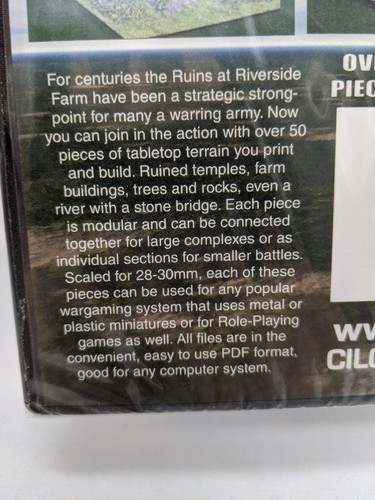 For centuries the Ruins at Riverside
Farm have been a strategic strong-
point for many a warring army. Now
you can join in the action with over 50
pieces of tabletop terrain you print
and build. Ruined temples, farm
buildings, trees and rocks, even a
river with a stone bridge. Each piece
is modular and can be connected
together for large complexes or as
individual sections for smaller battles.
Scaled for 28-30mm, each of these
pieces can be used for any popular
wargaming system that uses metal or
plastic miniatures or for Role-Playing
games as well. All files are in the
convenient, easy to use PDF format,
good for any computer system.